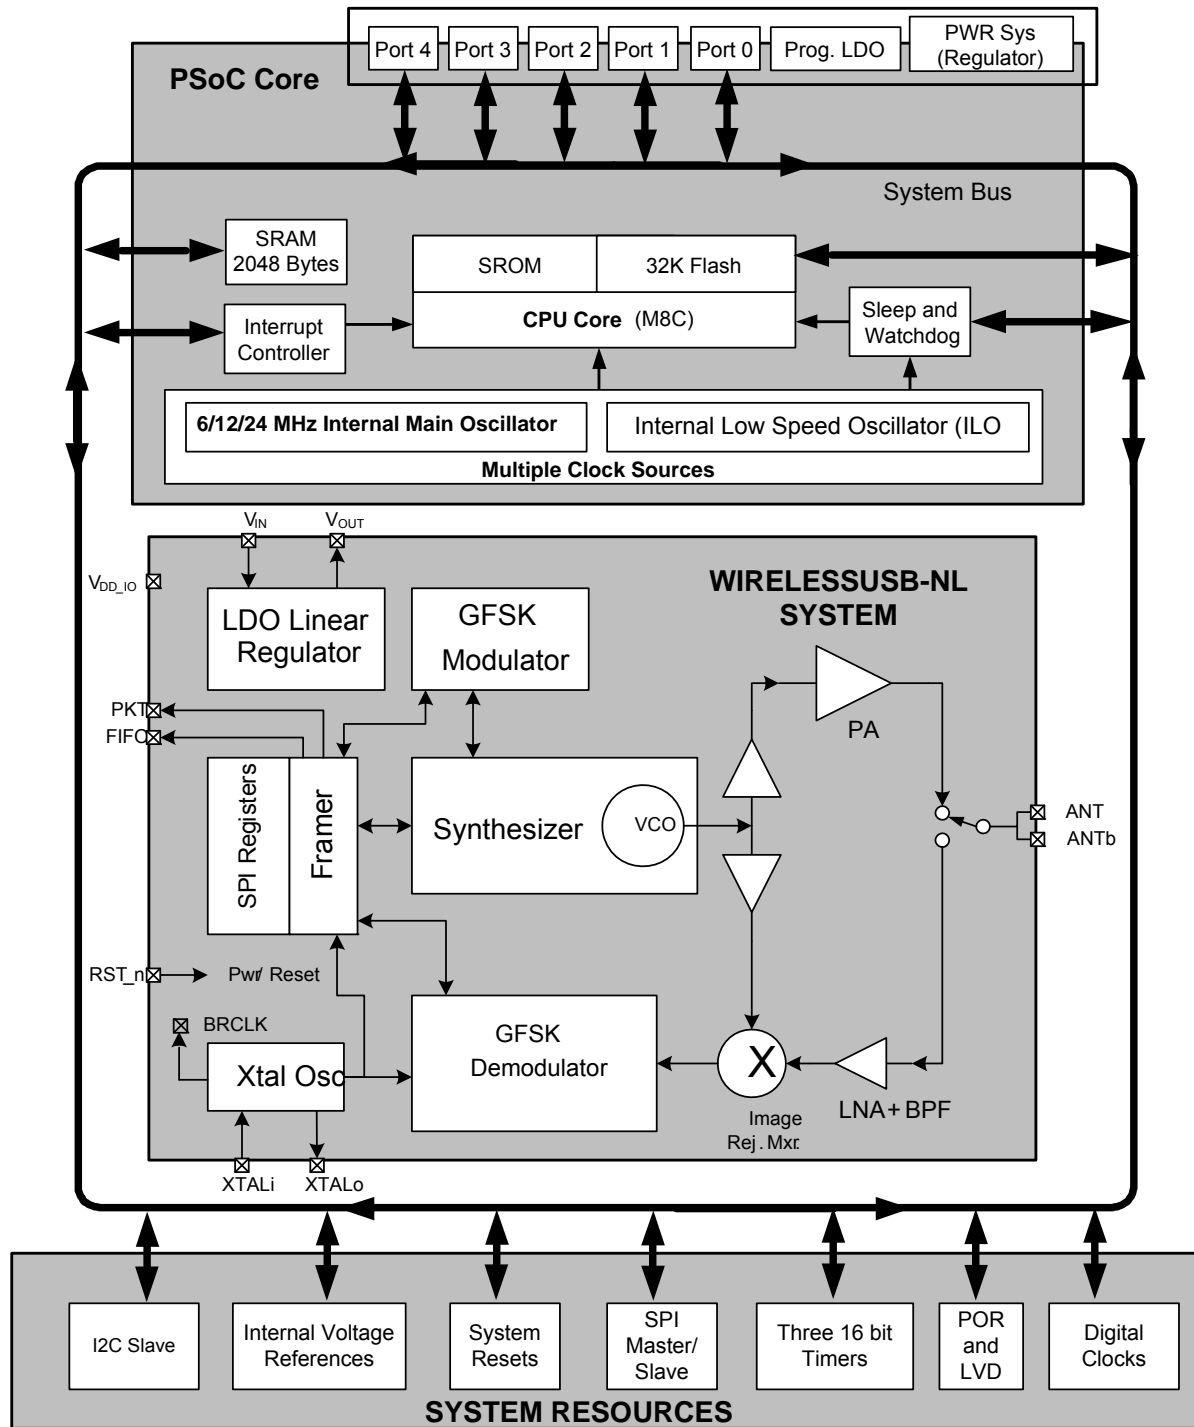 Port 4
Port 3
Port 2
Port 1
Port 0
Prog. LDO
PWR Sys
(Regulator)
PSoC Core
System Bus
SRAM
2048 Bytes
SROM
32K Flash
CPU Core (M8C)
Interrupt
Controller
Sleep and
Watchdog
6/12/24 MHz Internal Main Oscillator
Internal Low Speed Oscillator (ILO
Multiple Clock Sources
VIN
VOUT
VDD_IO
WIRELESSUSB-NL
SYSTEM
LDO Linear
Regulator
GFSK
Modulator
PKT
FIFO
PA
SPI Registers
Framer
Synthesizer
VCO
ANT
ANTb
RST_n
Pwr/ Reset
BRCLK
Xtal Osc
GFSK
Demodulator
X
LNA + BPF
Image
Rej. Mxr.
XTALi
XTALo
I2C Slave
Internal Voltage
References
System
Resets
SPI
Master/
Slave
Three 16 bit
Timers
POR
and
LVD
Digital
Clocks
SYSTEM RESOURCES